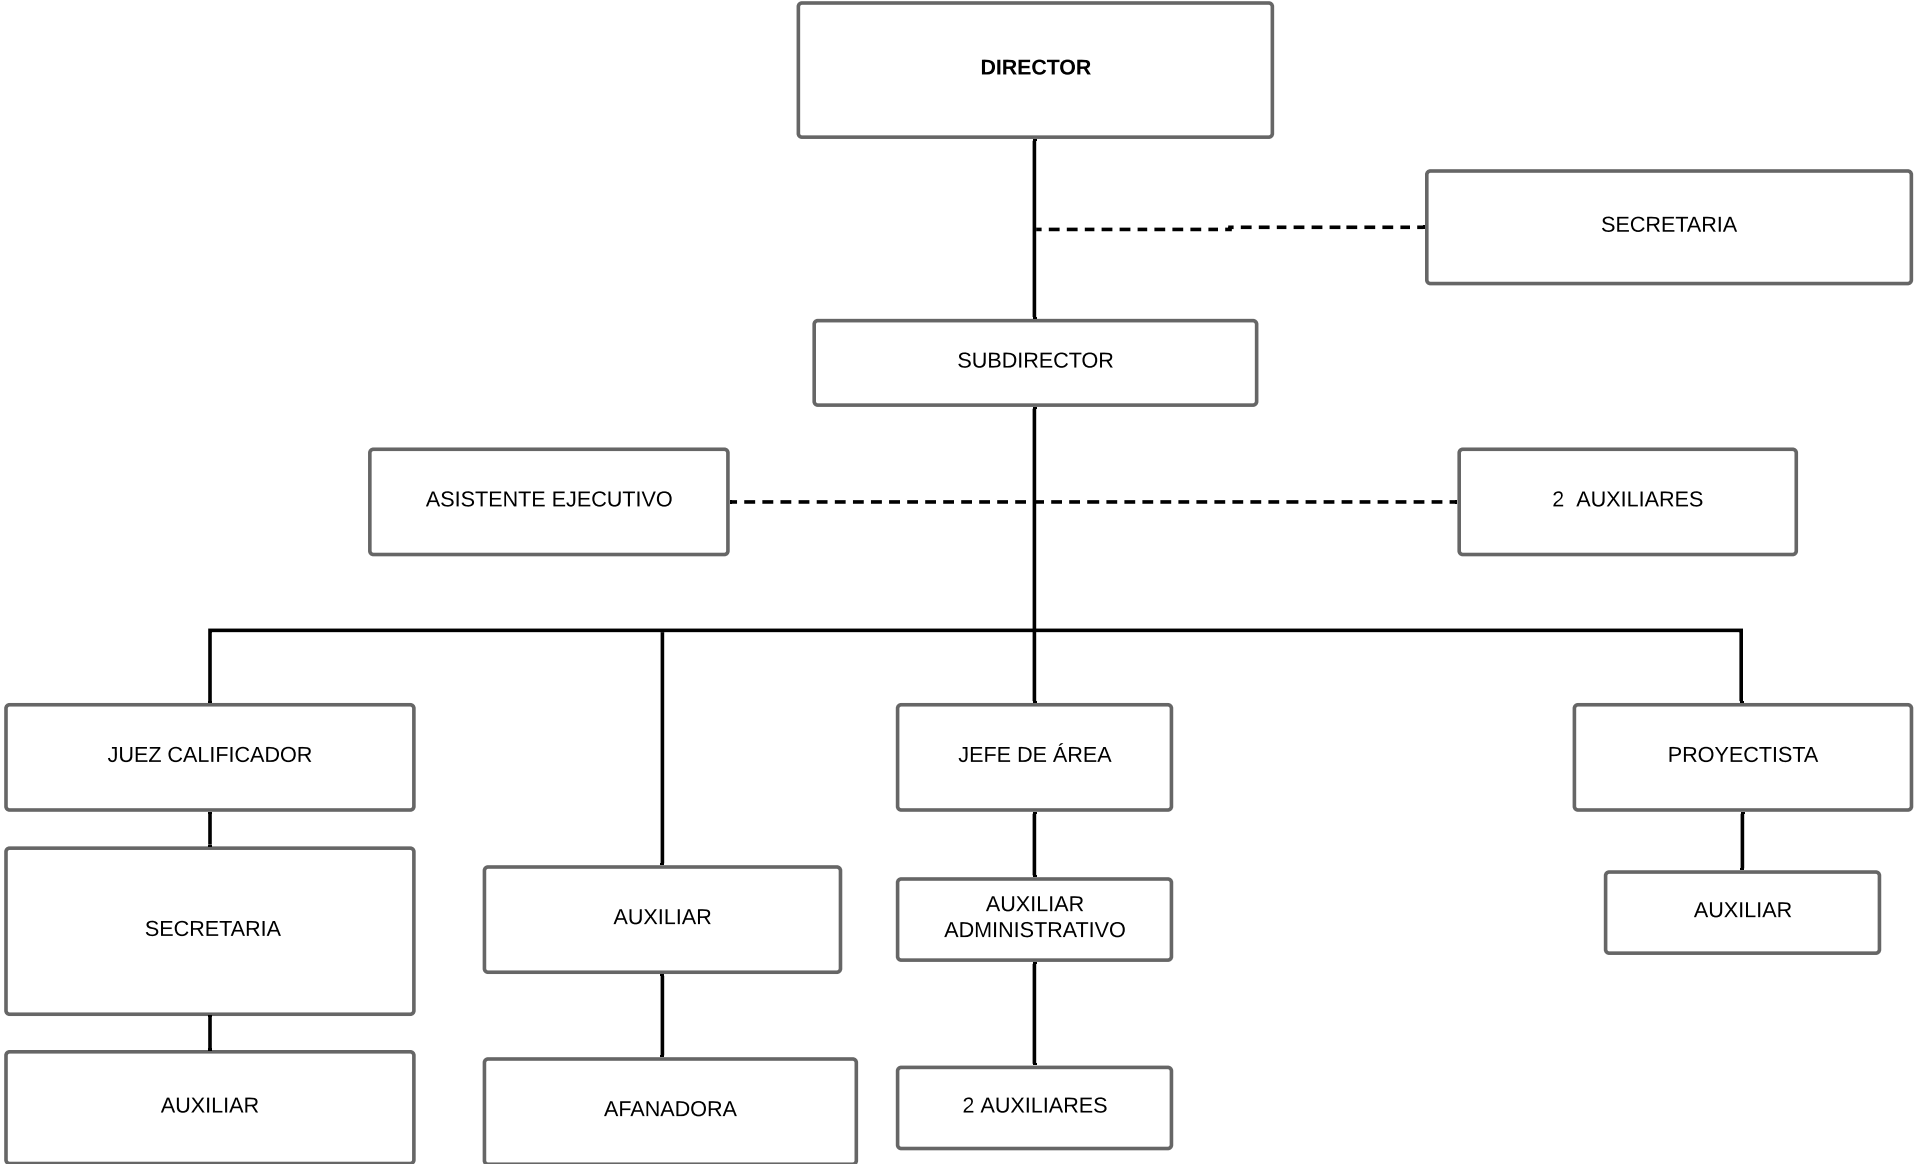 DIRECTOR
SECRETARIA
SUBDIRECTOR
ASISTENTE EJECUTIVO
2  AUXILIARES
JUEZ CALIFICADOR
JEFE DE ÁREA
PROYECTISTA
SECRETARIA
AUXILIAR
AUXILIAR
ADMINISTRATIVO
AUXILIAR
AUXILIAR
AFANADORA
2 AUXILIARES